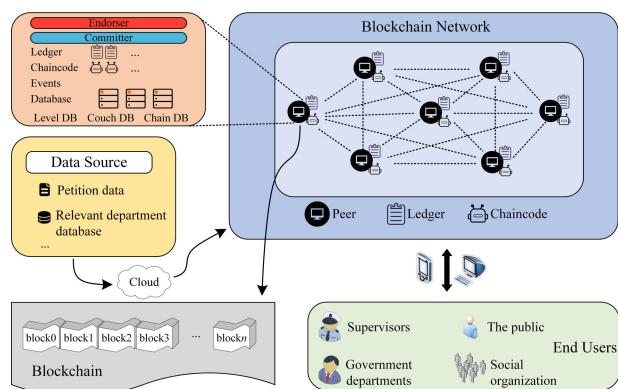 Endorser
Committer
Ledger ...
Chaincode ...
Events
Database
Level DB Couch DB Chain DB
Data Source
Petition data
Relevant department
database
...
Cloud
block0 block1 block2 block3 ... blockn
Blockchain
Blockchain Network
Peer Ledger Chaincode
Supervisors The public
End Users
Government
departments
Social
organization